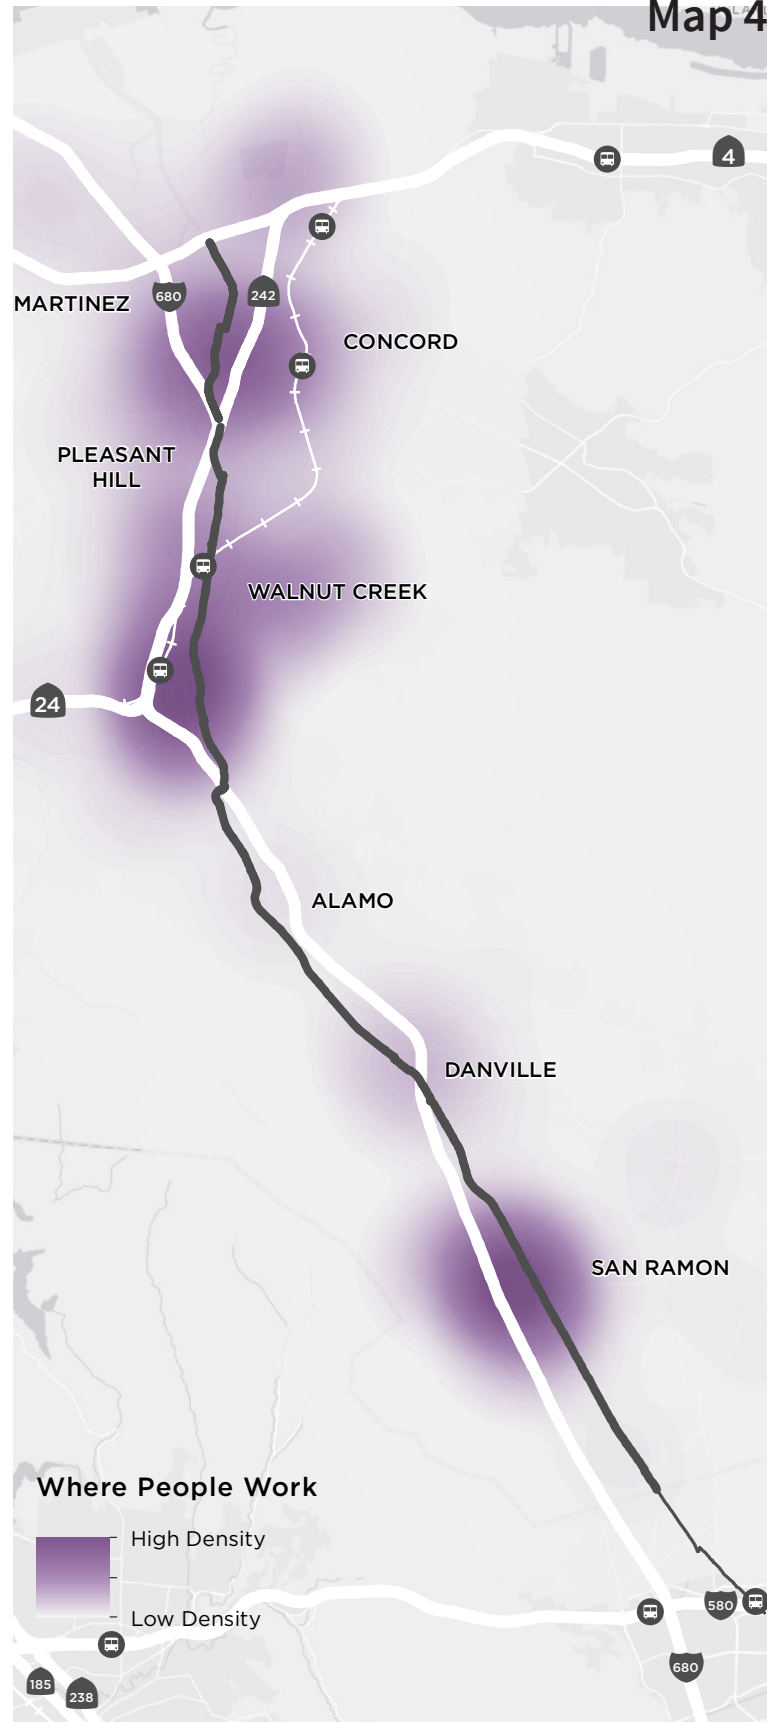 Map 4
4
MARTINEZ
680
242
CONCORD
PLEASANT
HILL
WALNUT CREEK
24
ALAMO
DANVILLE
SAN RAMON
Where People Work
High Density
Low Density
580
680
185
238